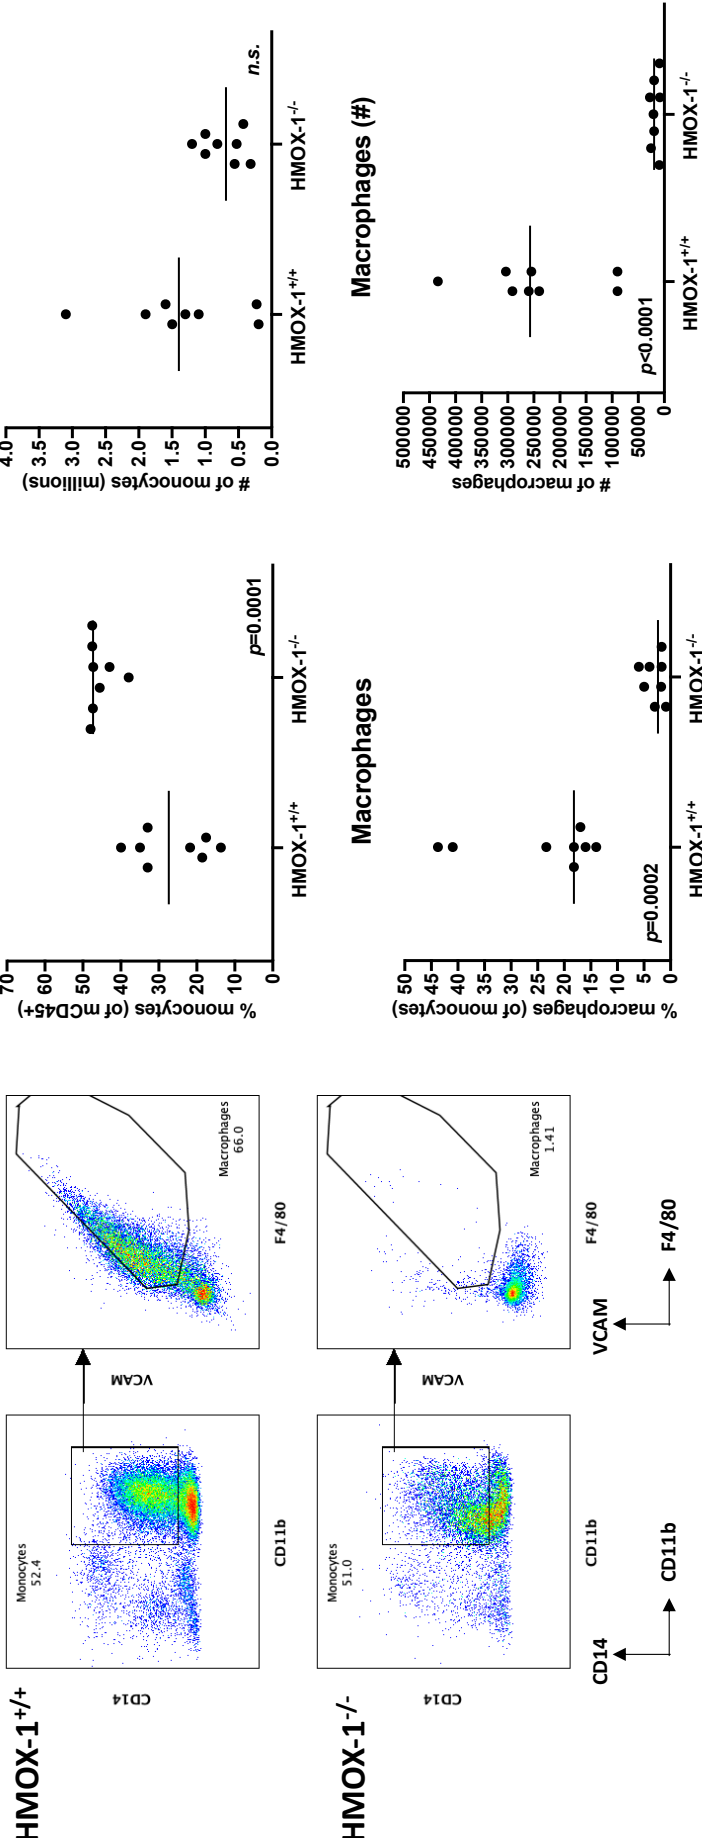 HMOX-1+/+
CD14
Monocytes
52.4
CD11b
VCAM
Macrophages
66.0
F4/80
HMOX-1-/-
CD14
Monocytes
51.0
CD11b
VCAM
Macrophages
1.41
F4/80
CD14
CD11b
VCAM
F4/80
% monocytes (of mCD45+)
70
60
50
40
30
20
10
0
p=0.0001
HMOX-1+/+
HMOX-1-/-
# of monocytes (millions)
4.0
3.5
3.0
2.5
2.0
1.5
1.0
0.5
0.0
n.s.
HMOX-1+/+
HMOX-1-/-
Macrophages
% macrophages (of monocytes)
55
50
45
40
35
30
25
20
15
10
5
0
p=0.0002
HMOX-1+/+
HMOX-1-/-
Macrophages (#)
# of macrophages
500000
450000
400000
350000
300000
250000
200000
150000
100000
50000
0
p<0.0001
HMOX-1+/+
HMOX-1-/-